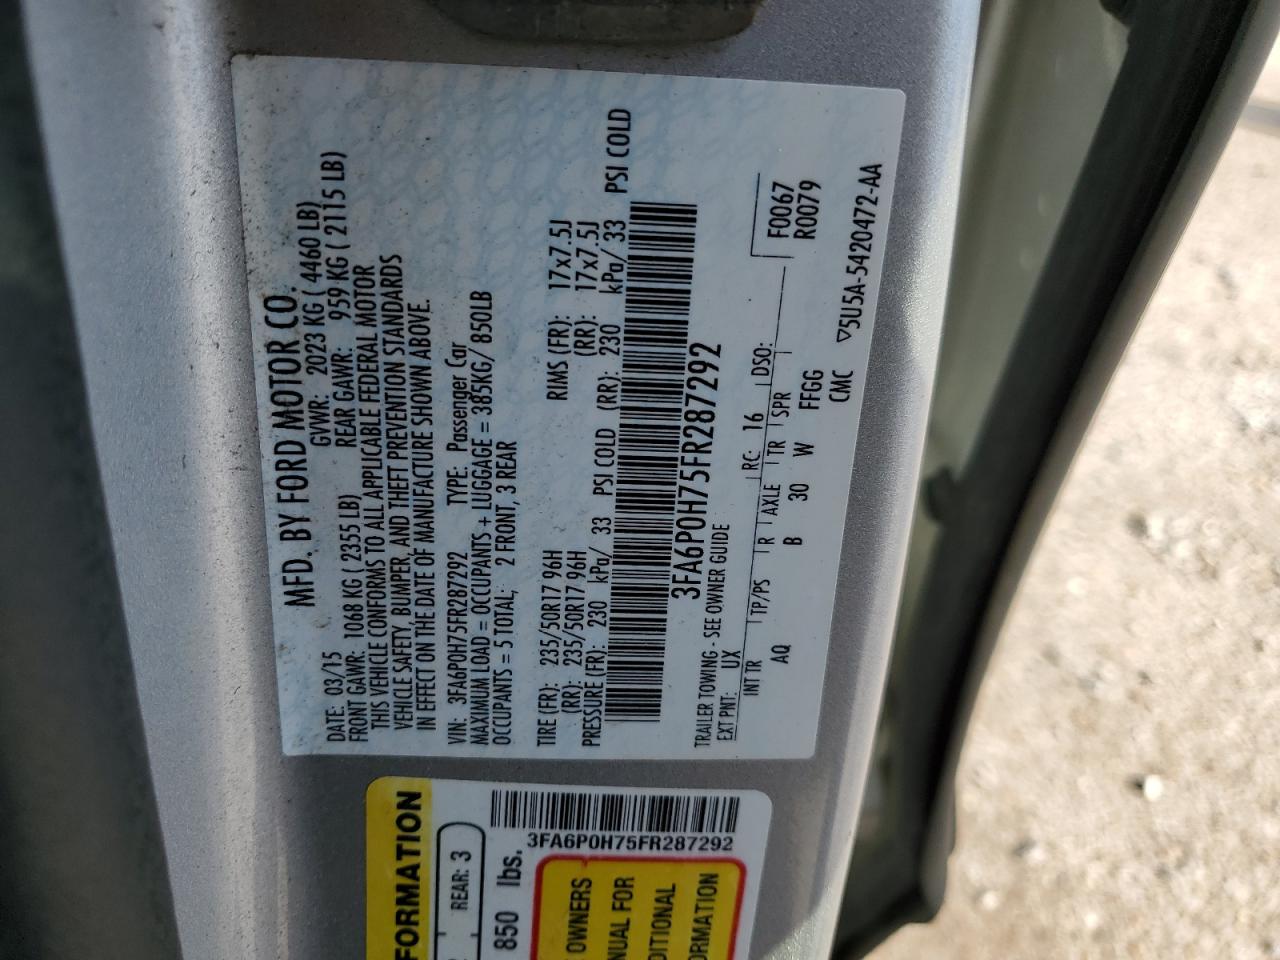 MFD. BY FORD MOTOR CO.
DATE: 03/15 GVWR: 2023 KG ( 4460 LB)
FRONT GAWR: 1068 KG (2355 LB) REAR GAWR: 959 KG ( 2115 LB)
THIS VEHICLE CONFORMS TO ALL APPLICABLE FEDERAL MOTOR
VEHICLE SAFETY, BUMPER, AND THEFT PREVENTION STANDARDS
IN EFFECT ON THE DATE OF MANUFACTURE SHOWN ABOVE.
VIN: 3FA6P0H75FR287292 TYPE: Passenger Car
MAXIMUM LOAD = OCCUPANTS + LUGGAGE = 385KG/ 850LB
OCCUPANTS = 5 TOTAL: 2 FRONT, 3 REAR
TIRE (FR): 235/50R17 96H RIMS (FR): 17x7.5J
(RR): 235/50R17 96H (RR): 17x7.5J
PRESSURE (FR): 230 kPa/ 33 PSI COLD (RR): 230 kPa/ 33 PSI COLD
3FA6P0H75FR287292
TRAILER TOWING - SEE OWNER GUIDE
EXT PNT: UX RC: 16 DSO: F0067
R0079
INT TR TP/PS R AXLE TR SPR
AQ B 30 W FFGG
CMC
▽5U5A-5420472-AA
FORMATION
REAR: 3
850 lbs.
3FA6P0H75FR287292
OWNERS
NUAL FOR
DITIONAL
ORMATION